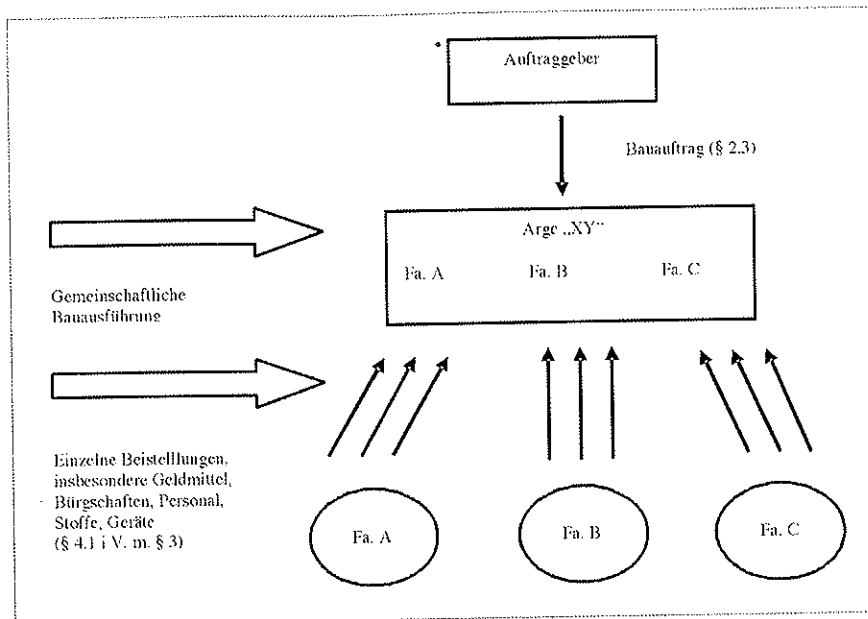 Auftraggeber
Bauauftrag (§ 2.3)
Arge „XY“
Fa. A Fa. B Fa. C
Gemeinschaftliche
Bauausführung
Einzelne Beistelllungen,
insbesondere Geldmittel,
Bürgschaften, Personal,
Stoffe, Geräte
(§ 4.1 i V. m. § 3)
Fa. A Fa. B Fa. C